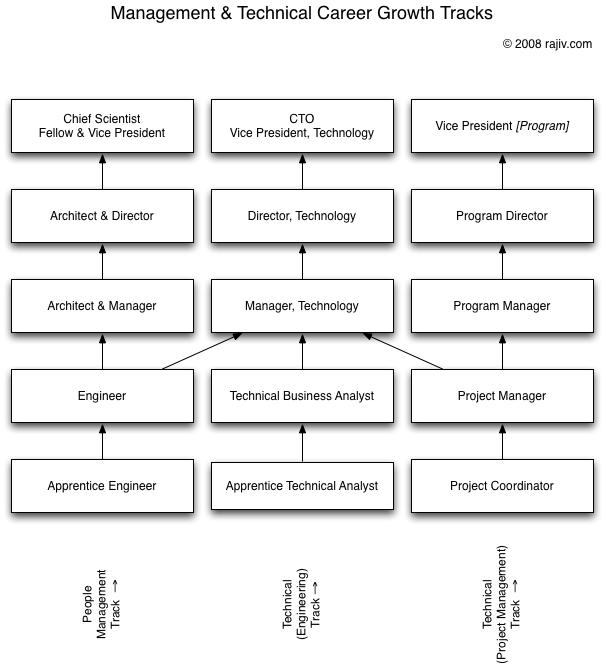 Management & Technical Career Growth Tracks
© 2008 rajiv.com
Chief Scientist
Fellow & Vice President
CTO
Vice President, Technology
Vice President [Program]
Architect & Director
Director, Technology
Program Director
Architect & Manager
Manager, Technology
Program Manager
Engineer
Technical Business Analyst
Project Manager
Apprentice Engineer
Apprentice Technical Analyst
Project Coordinator
People
Management
Track →
Technical
(Engineering)
Track →
Technical
(Project Management)
Track →